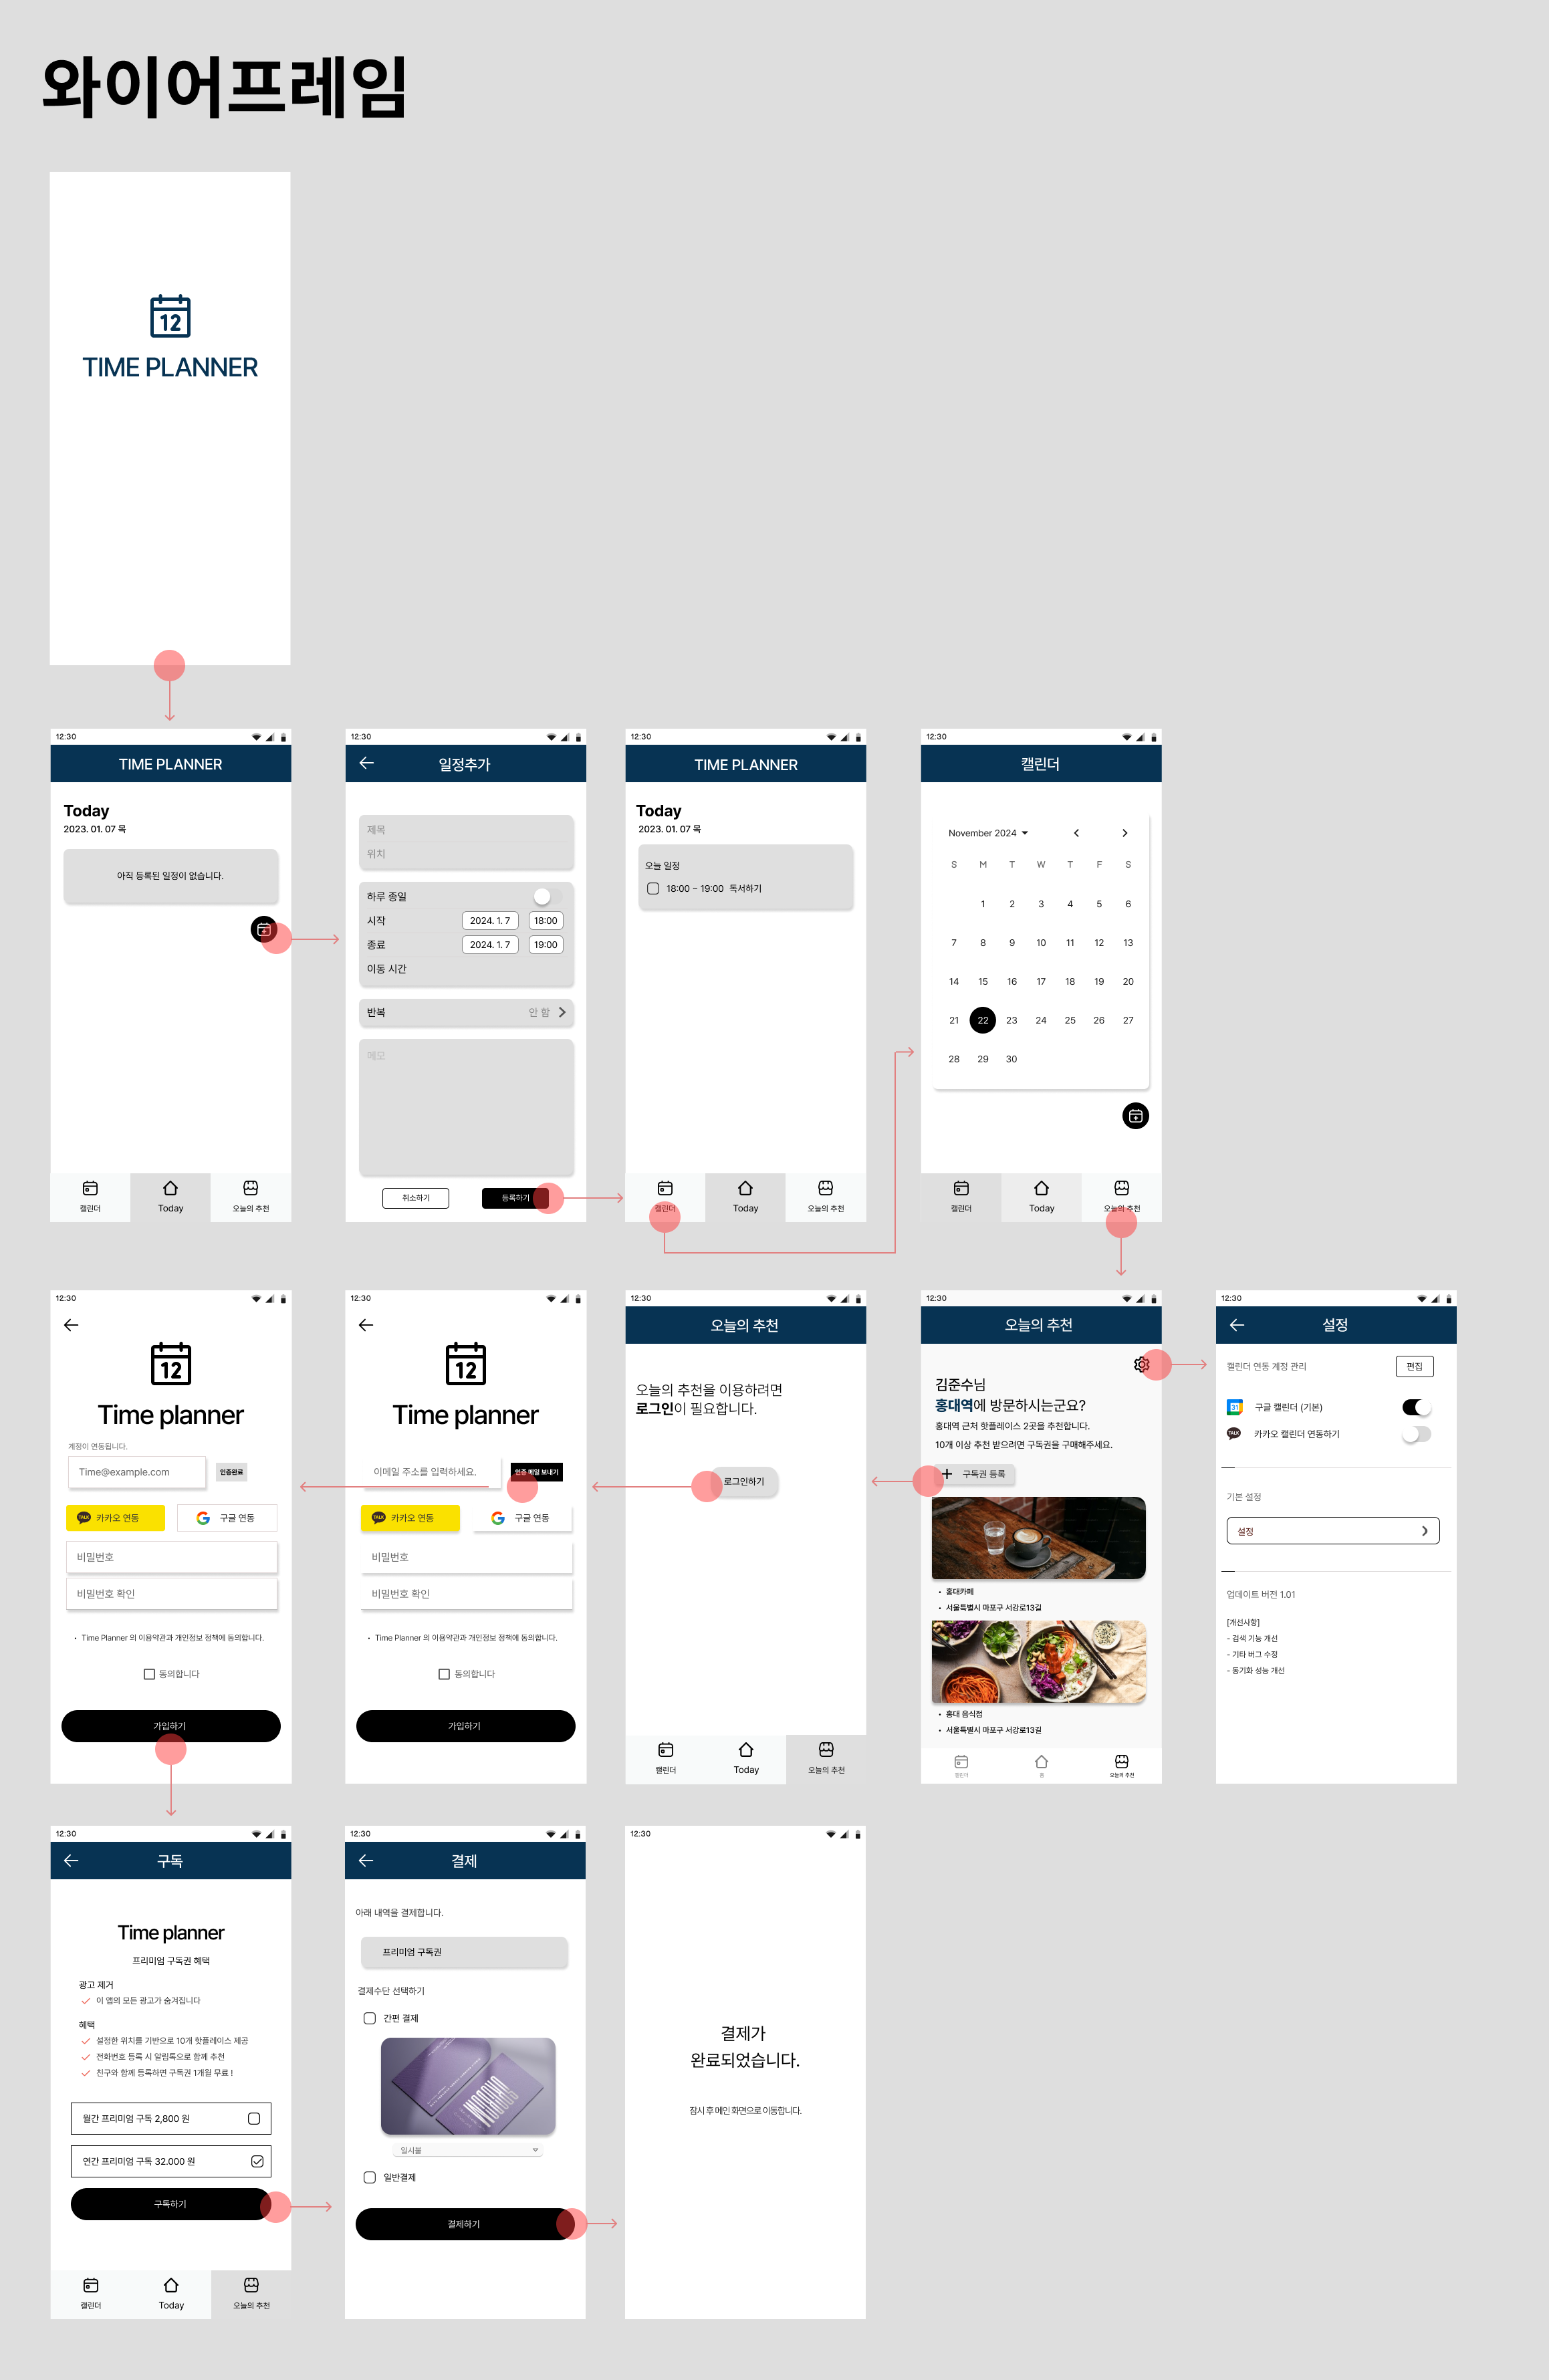 와이어프레임
12
TIME PLANNER
12:30
TIME PLANNER
Today
2023. 01. 07 목
아직 등록된 일정이 없습니다.
캘린더
Today
오늘의 추천
12:30
일정추가
제목
위치
하루 종일
시작 2024. 1. 7 18:00
종료 2024. 1. 7 19:00
이동 시간
반복 안 함
메모
취소하기
등록하기
12:30
TIME PLANNER
Today
2023. 01. 07 목
오늘 일정
18:00 ~ 19:00 독서하기
캘린더
Today
오늘의 추천
12:30
캘린더
November 2024
S M T W T F S
1 2 3 4 5 6
7 8 9 10 11 12 13
14 15 16 17 18 19 20
21 22 23 24 25 26 27
28 29 30
캘린더
Today
오늘의 추천
12:30
12
Time planner
계정이 연동됩니다.
Time@example.com
인증완료
TALK 카카오 연동
구글 연동
비밀번호
비밀번호 확인
• Time Planner 의 이용약관과 개인정보 정책에 동의합니다.
동의합니다
가입하기
12:30
12
Time planner
이메일 주소를 입력하세요.
인증 메일 보내기
TALK 카카오 연동
구글 연동
비밀번호
비밀번호 확인
• Time Planner 의 이용약관과 개인정보 정책에 동의합니다.
동의합니다
가입하기
12:30
오늘의 추천
오늘의 추천을 이용하려면
로그인이 필요합니다.
로그인하기
캘린더
Today
오늘의 추천
12:30
오늘의 추천
김준수님
홍대역에 방문하시는군요?
홍대역 근처 핫플레이스 2곳을 추천합니다.
10개 이상 추천 받으려면 구독권을 구매해주세요.
구독권 등록
• 홍대카페
• 서울특별시 마포구 서강로13길
• 홍대 음식점
• 서울특별시 마포구 서강로13길
캘린더
홈
오늘의 추천
12:30
설정
캘린더 연동 계정 관리
편집
31 구글 캘린더 (기본)
TALK 카카오 캘린더 연동하기
기본 설정
설정
업데이트 버전 1.01
[개선사항]
- 검색 기능 개선
- 기타 버그 수정
- 동기화 성능 개선
12:30
구독
Time planner
프리미엄 구독권 혜택
광고 제거
이 앱의 모든 광고가 숨겨집니다
혜택
설정한 위치를 기반으로 10개 핫플레이스 제공
전화번호 등록 시 알림톡으로 함께 추천
친구와 함께 등록하면 구독권 1개월 무료 !
월간 프리미엄 구독 2,800 원
연간 프리미엄 구독 32.000 원
구독하기
캘린더
Today
오늘의 추천
12:30
결제
아래 내역을 결제합니다.
프리미엄 구독권
결제수단 선택하기
간편 결제
일시불
일반결제
결제하기
12:30
결제가
완료되었습니다.
잠시 후 메인 화면으로 이동합니다.